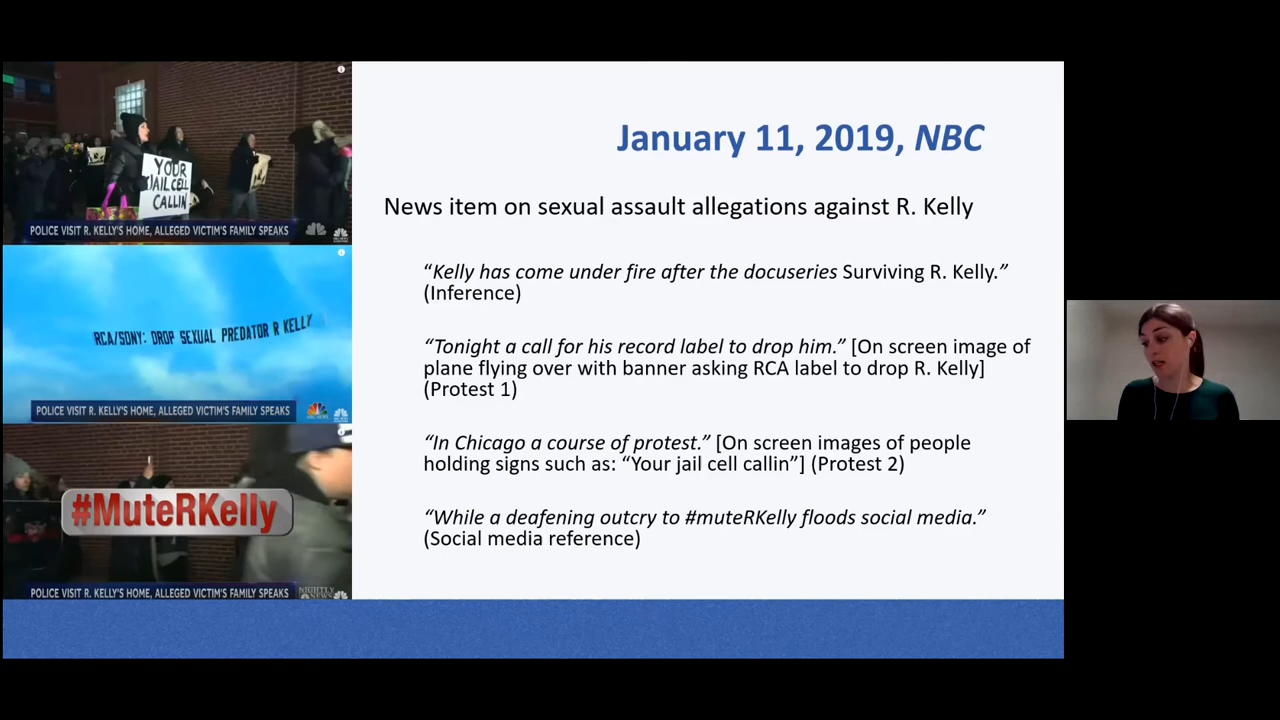 YOUR
JAIL CELL
CALLIN
POLICE VISIT R. KELLY'S HOME, ALLEGED VICTIM'S FAMILY SPEAKS
RCA/SONY: DROP SEXUAL PREDATOR R KELLY
POLICE VISIT R. KELLY'S HOME, ALLEGED VICTIM'S FAMILY SPEAKS
#MuteRKelly
POLICE VISIT R. KELLY'S HOME, ALLEGED VICTIM'S FAMILY SPEAKS
NIGHTLY
NEWS
January 11, 2019, NBC
News item on sexual assault allegations against R. Kelly
“Kelly has come under fire after the docuseries Surviving R. Kelly.”
(Inference)
“Tonight a call for his record label to drop him.” [On screen image of
plane flying over with banner asking RCA label to drop R. Kelly]
(Protest 1)
“In Chicago a course of protest.” [On screen images of people
holding signs such as: “Your jail cell callin”] (Protest 2)
“While a deafening outcry to #muteRKelly floods social media.”
(Social media reference)